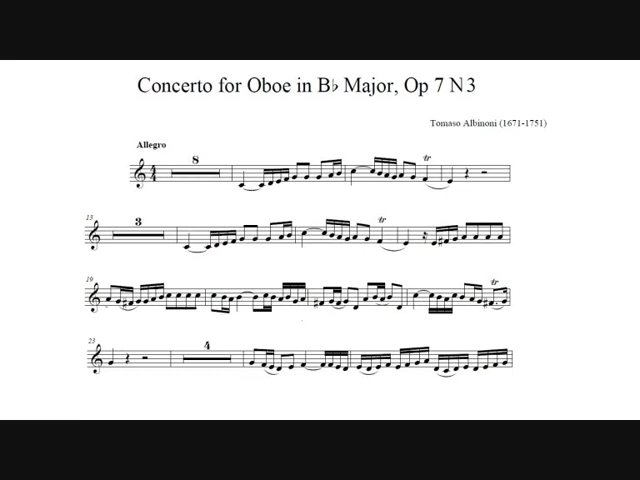 Concerto for Oboe in B♭ Major, Op 7 N3
Tomaso Albinoni (1671-1751)
Allegro
8
tr
13
3
tr
19
tr
23
4